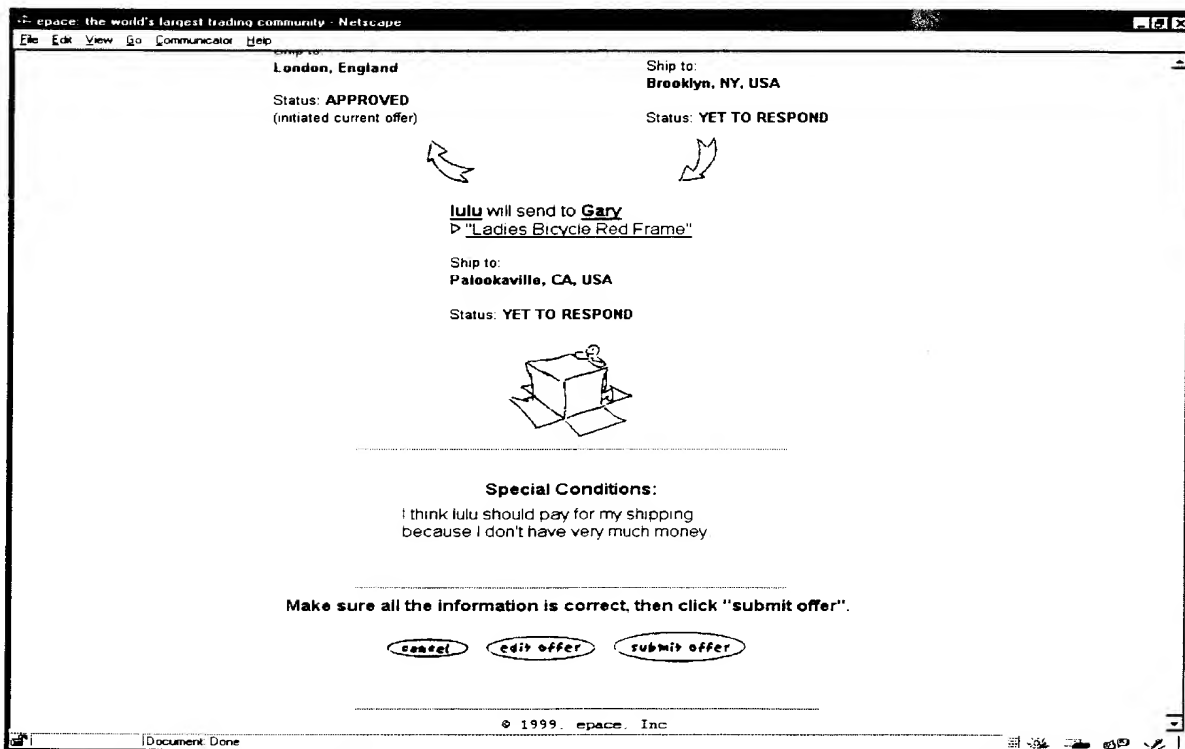 epace: the world's largest trading community - Netscape
File Edit View Go Communicator Help
Ship to:
London, England
Status: APPROVED
(initiated current offer)
Ship to:
Brooklyn, NY, USA
Status: YET TO RESPOND
lulu will send to Gary
"Ladies Bicycle Red Frame"
Ship to:
Palookaville, CA, USA
Status: YET TO RESPOND
Special Conditions:
I think lulu should pay for my shipping
because I don't have very much money
Make sure all the information is correct, then click "submit offer".
cancel edit offer submit offer
© 1999. epace. Inc
Document: Done